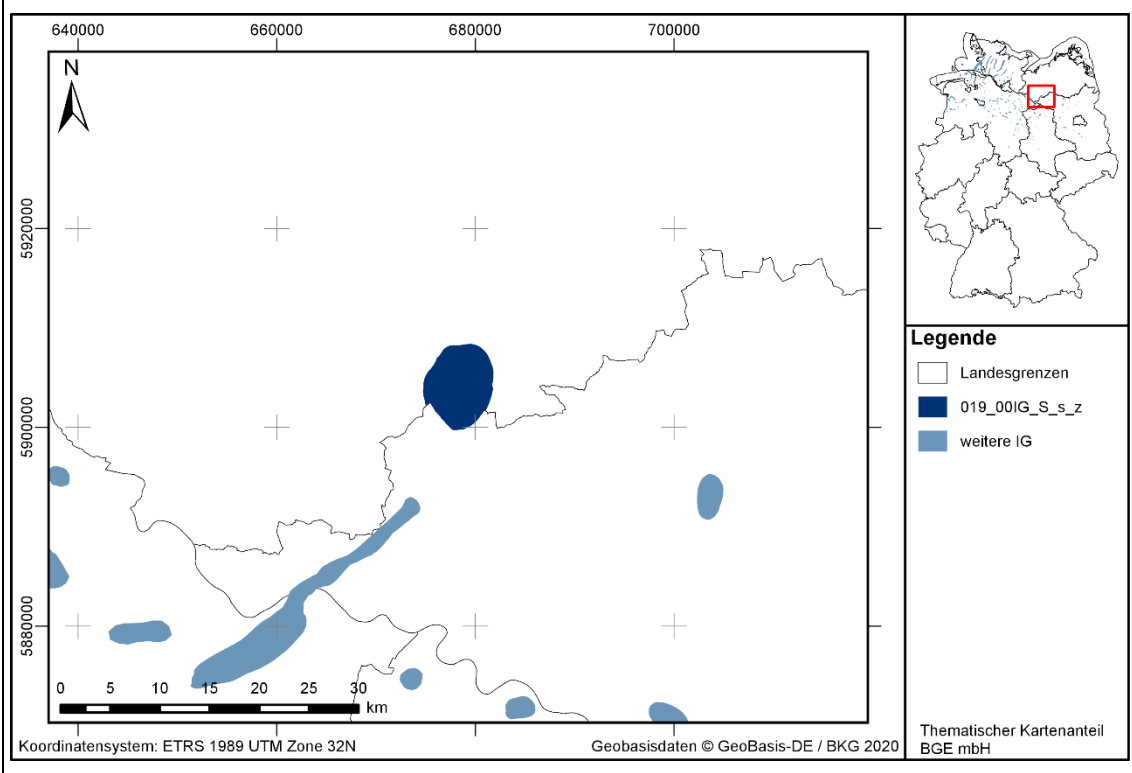 640000 660000 680000 700000
N
5920000
5900000
5880000
0 5 10 15 20 25 30
km
Koordinatensystem: ETRS 1989 UTM Zone 32N
Geobasisdaten © GeoBasis-DE / BKG 2020
Legende
Landesgrenzen
019_00IG_S_s_z
weitere IG
Thematischer Kartenanteil
BGE mbH